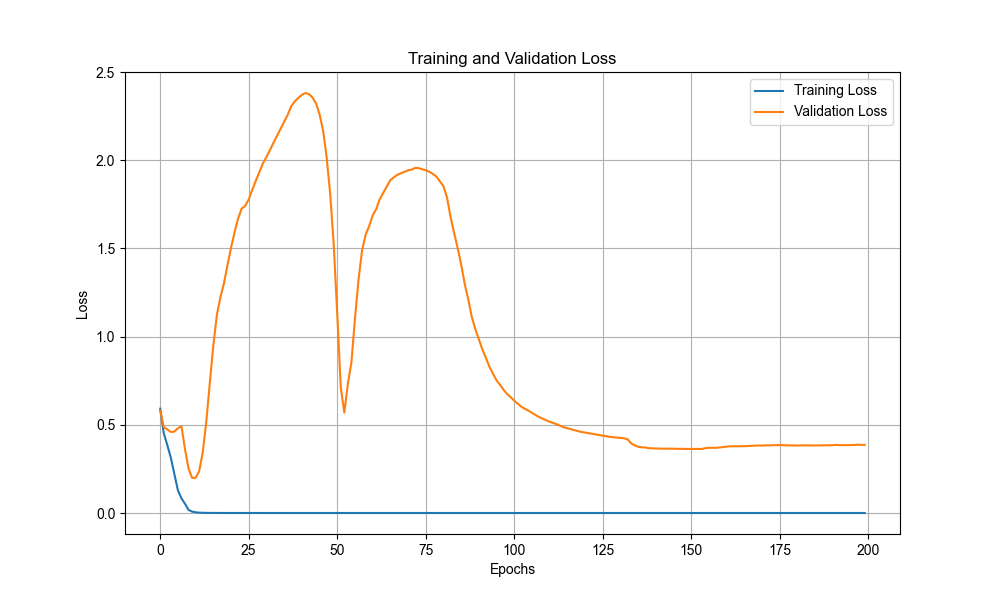 Training and Validation Loss
Training Loss
Validation Loss
2.5
2.0
1.5
1.0
0.5
0.0
Loss
0 25 50 75 100 125 150 175 200
Epochs